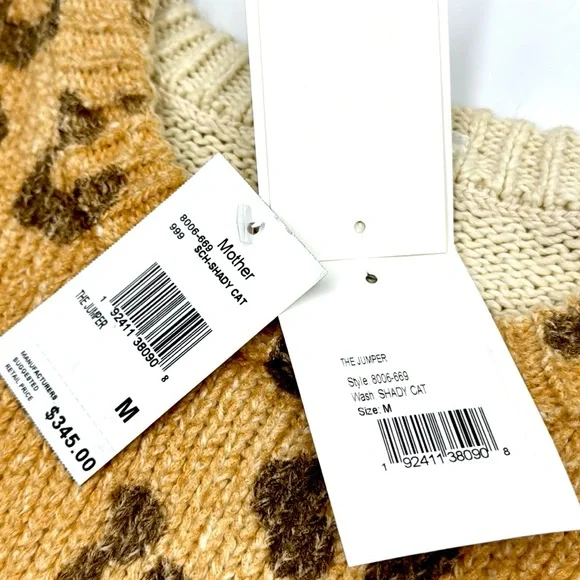 8006-669 Mother
999 SCH-SHADY CAT
1 92411 38090 8
THE JUMPER M
MANUFACTURERS
SUGGESTED
RETAIL PRICE
$345.00
THE JUMPER
Style 8006-669
Wash SHADY CAT
Size: M
1 92411 38090 8